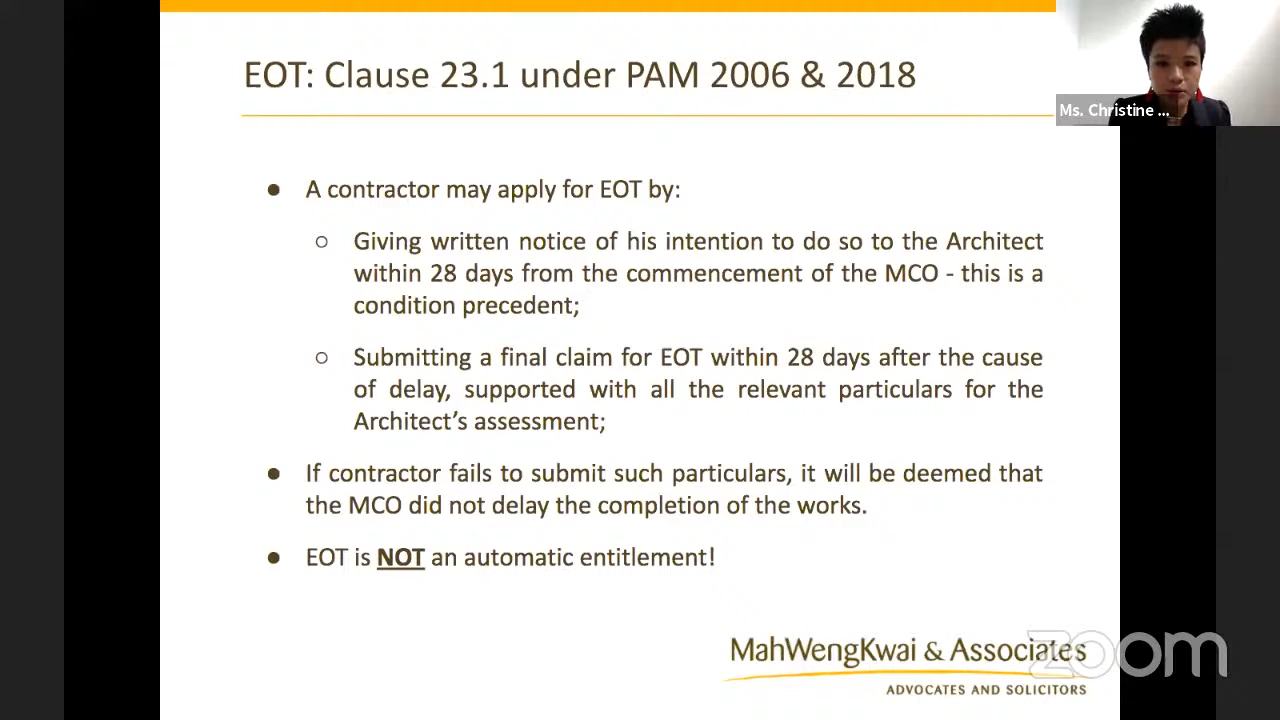 EOT: Clause 23.1 under PAM 2006 & 2018
Ms. Christine ...
● A contractor may apply for EOT by:
○ Giving written notice of his intention to do so to the Architect
within 28 days from the commencement of the MCO - this is a
condition precedent;
○ Submitting a final claim for EOT within 28 days after the cause
of delay, supported with all the relevant particulars for the
Architect's assessment;
● If contractor fails to submit such particulars, it will be deemed that
the MCO did not delay the completion of the works.
● EOT is NOT an automatic entitlement!
MahWengKwai & Associates
ADVOCATES AND SOLICITORS
zoom